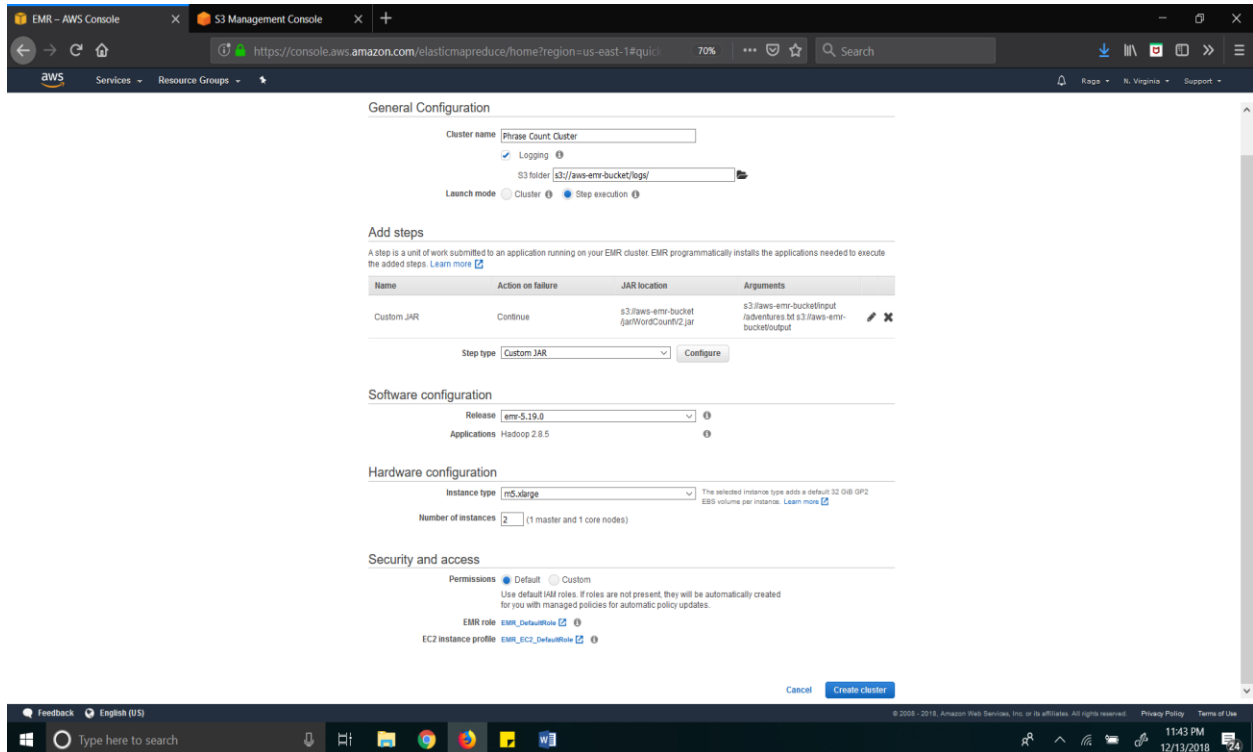 EMR – AWS Console
S3 Management Console
https://console.aws.amazon.com/elasticmapreduce/home?region=us-east-1#quic
70%
Search
aws
Services
Resource Groups
Raga
N. Virginia
Support
General Configuration
Cluster name Phrase Count Cluster
Logging
S3 folder s3://aws-emr-bucket/logs/
Launch mode Cluster Step execution
Add steps
A step is a unit of work submitted to an application running on your EMR cluster. EMR programmatically installs the applications needed to execute
the added steps. Learn more
Name Action on failure JAR location Arguments
Custom JAR Continue s3://aws-emr-bucket
/jar/WordCountV2.jar
s3://aws-emr-bucket/input
/adventures.txt s3://aws-emr-
bucket/output
Step type Custom JAR Configure
Software configuration
Release emr-5.19.0
Applications Hadoop 2.8.5
Hardware configuration
Instance type m5.xlarge
The selected instance type adds a default 32 GiB GP2
EBS volume per instance. Learn more
Number of instances 2 (1 master and 1 core nodes)
Security and access
Permissions Default Custom
Use default IAM roles. If roles are not present, they will be automatically created
for you with managed policies for automatic policy updates.
EMR role EMR_DefaultRole
EC2 instance profile EMR_EC2_DefaultRole
Cancel Create cluster
Feedback English (US)
© 2008 - 2018, Amazon Web Services, Inc. or its affiliates. All rights reserved. Privacy Policy Terms of Use
Type here to search
11:43 PM
12/13/2018
24